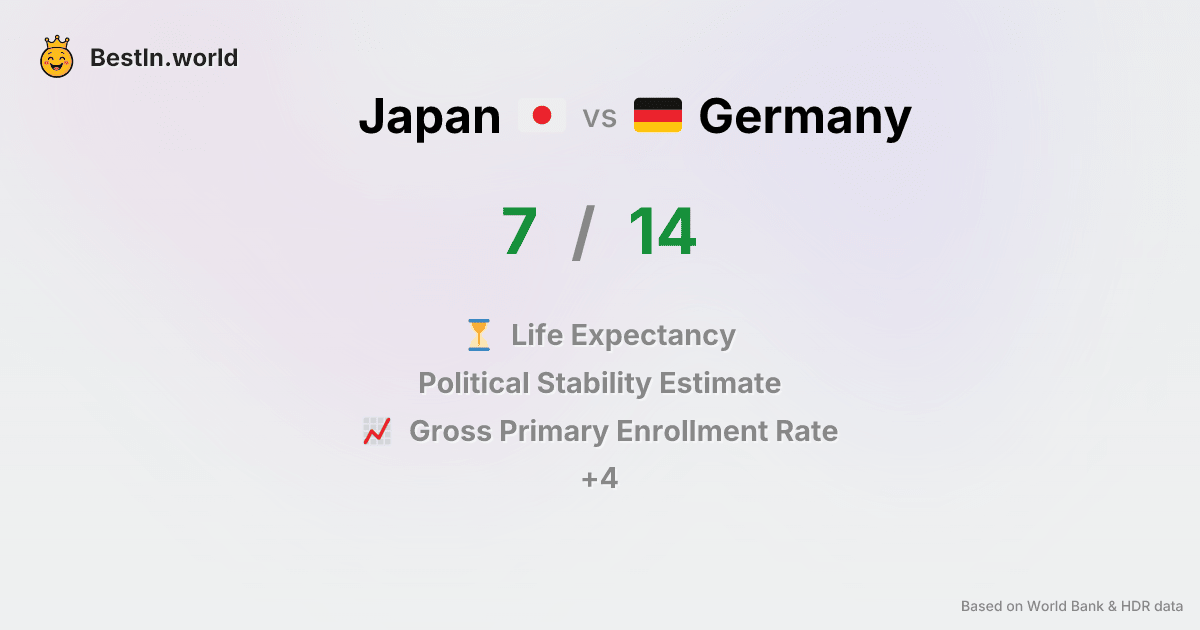 BestIn.world
Japan vs Germany
7 / 14
Life Expectancy
Political Stability Estimate
Gross Primary Enrollment Rate
+4
Based on World Bank & HDR data